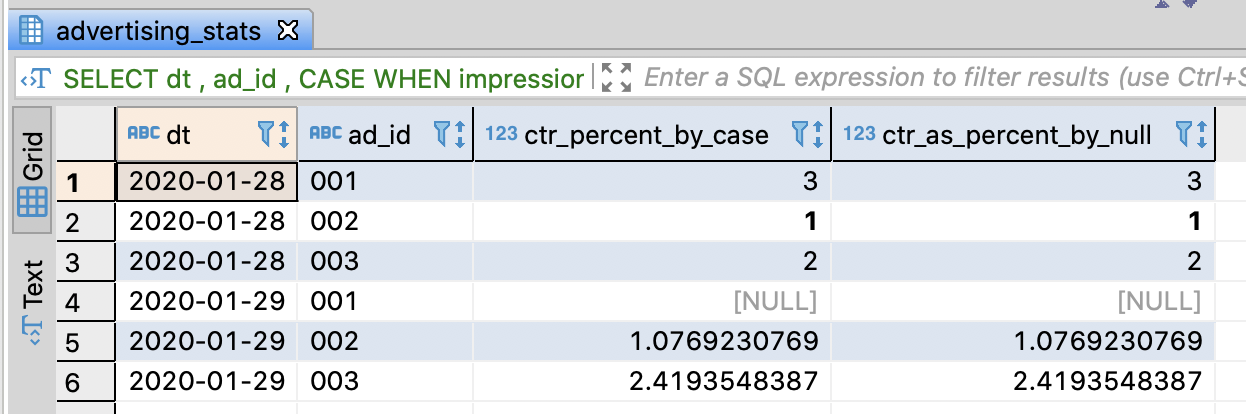 advertising_stats
SELECT dt , ad_id , CASE WHEN impression Enter a SQL expression to filter results (use Ctrl+S
Grid
Text
ABC dt ABC ad_id 123 ctr_percent_by_case 123 ctr_as_percent_by_null
1 2020-01-28 001 3 3
2 2020-01-28 002 1 1
3 2020-01-28 003 2 2
4 2020-01-29 001 [NULL] [NULL]
5 2020-01-29 002 1.0769230769 1.0769230769
6 2020-01-29 003 2.4193548387 2.4193548387